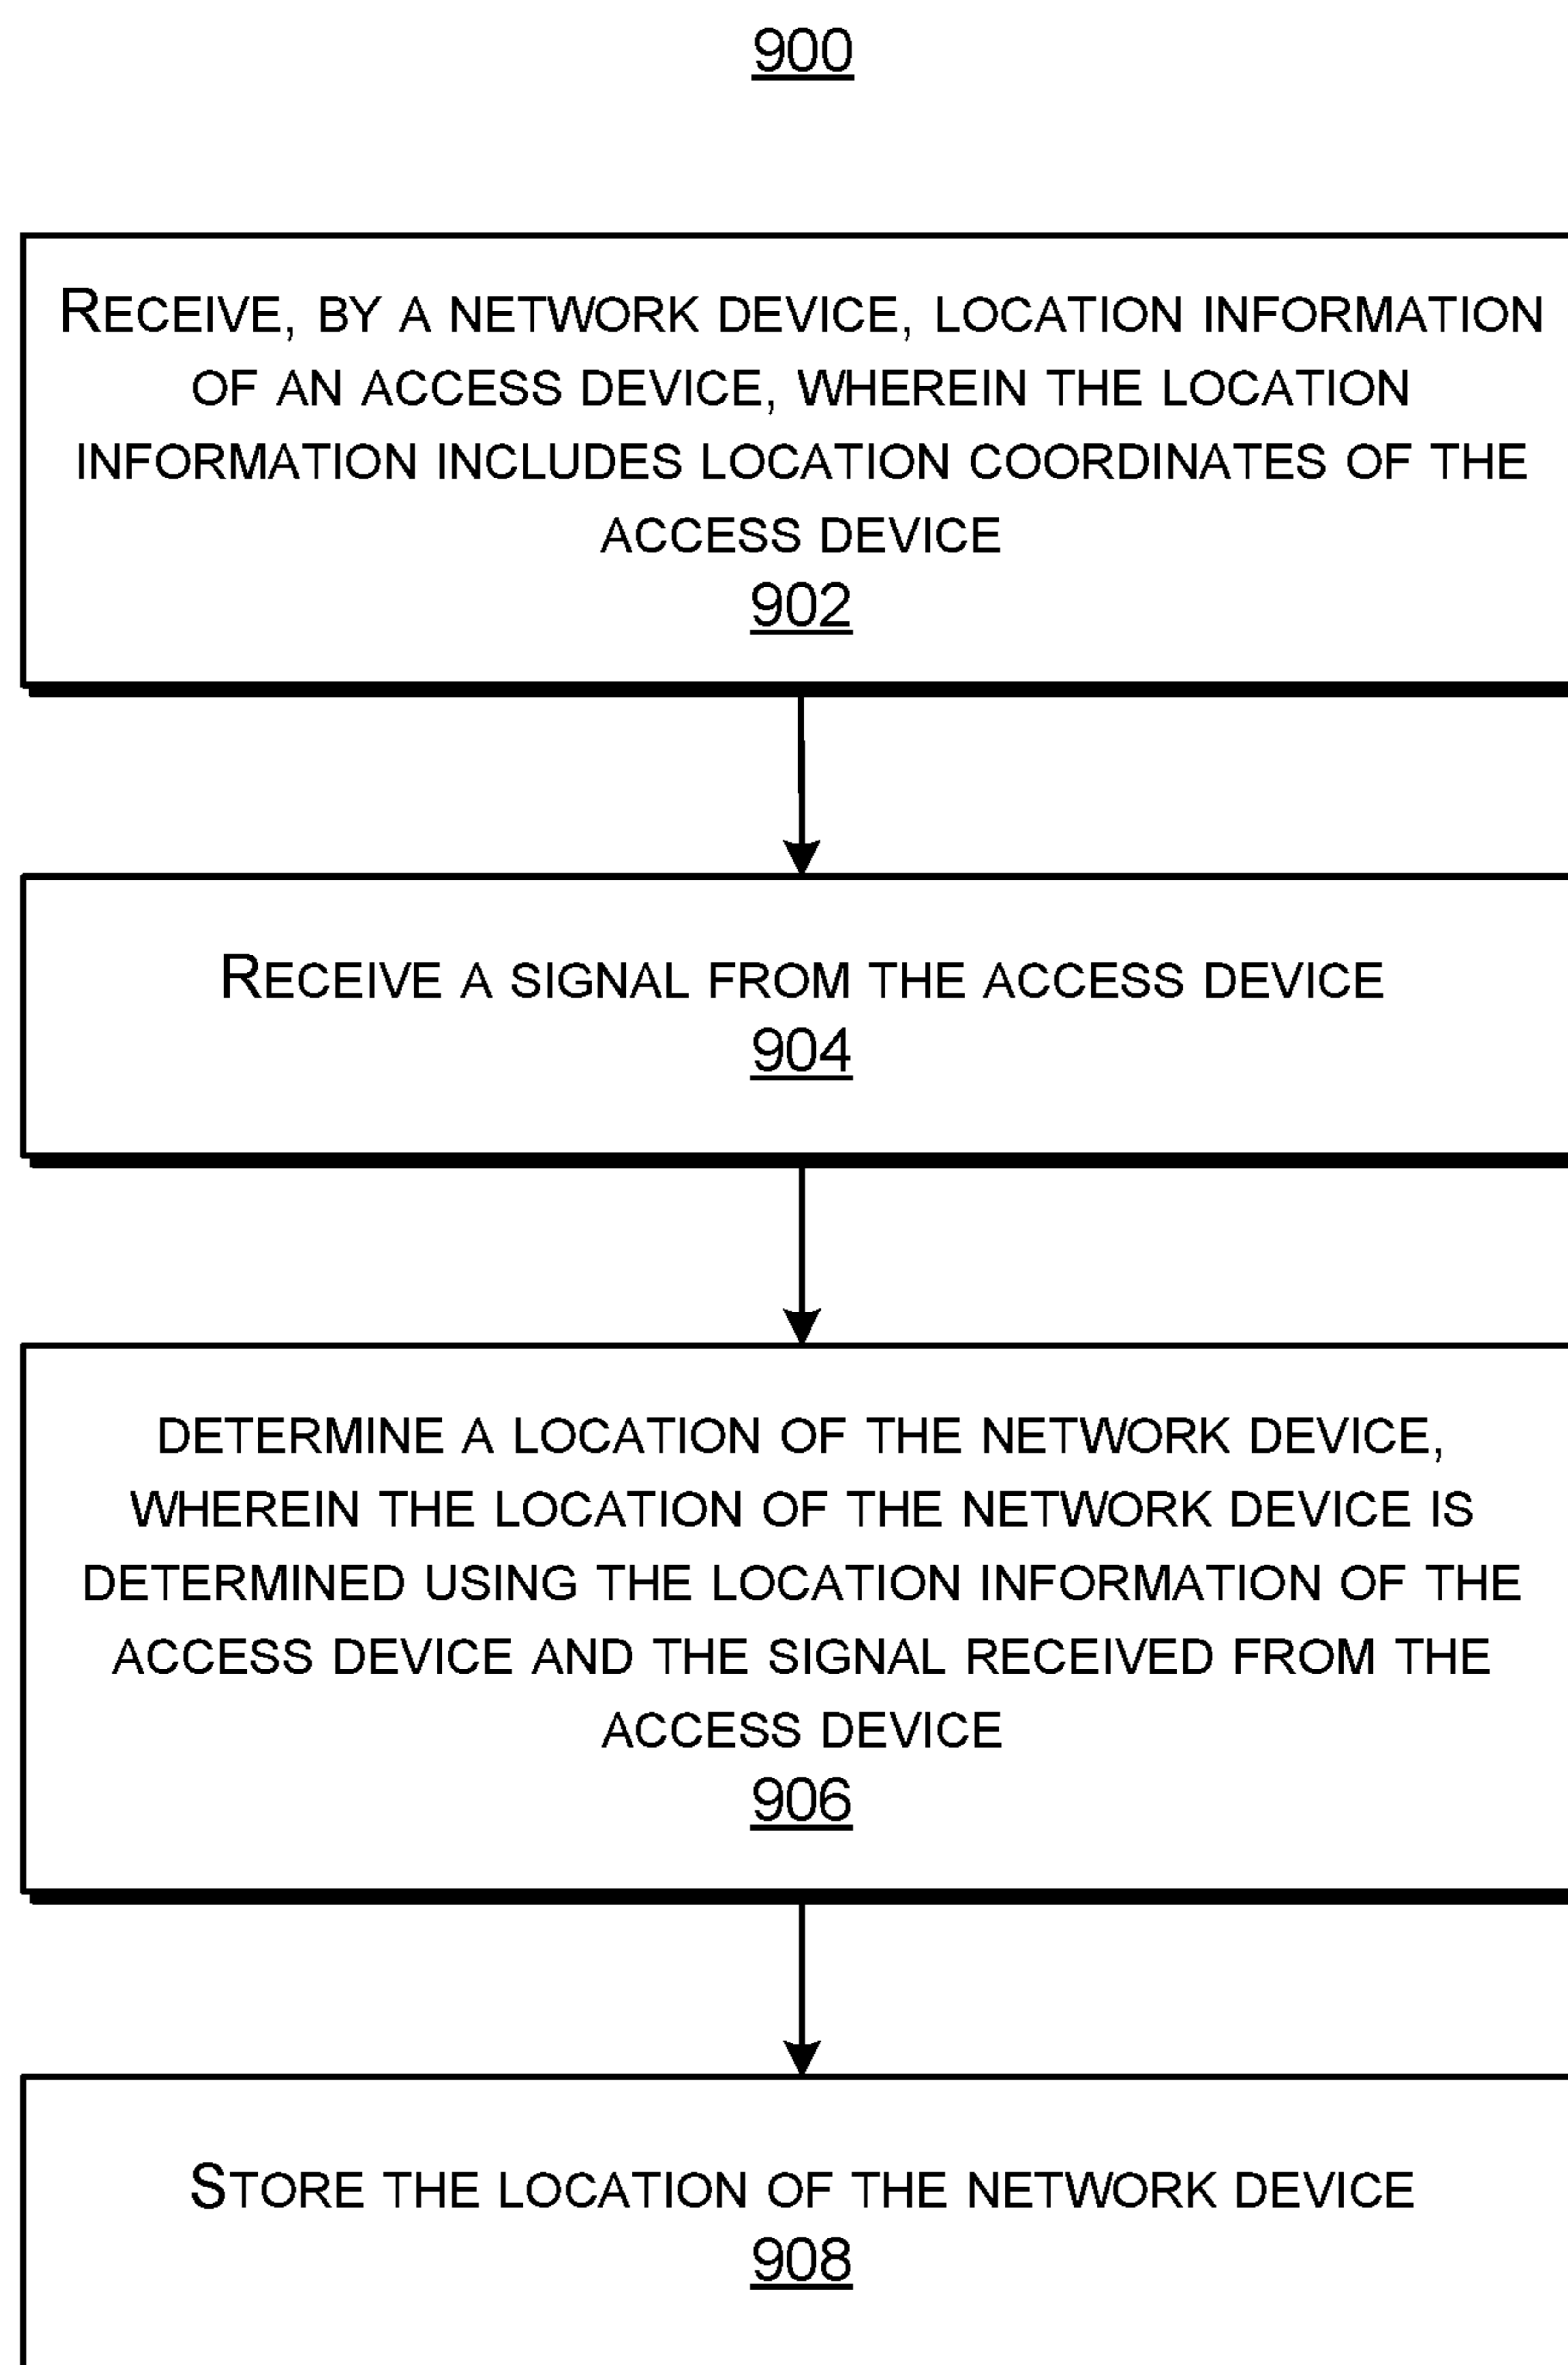 900
RECEIVE, BY A NETWORK DEVICE, LOCATION INFORMATION
OF AN ACCESS DEVICE, WHEREIN THE LOCATION
INFORMATION INCLUDES LOCATION COORDINATES OF THE
ACCESS DEVICE
902
RECEIVE A SIGNAL FROM THE ACCESS DEVICE
904
DETERMINE A LOCATION OF THE NETWORK DEVICE,
WHEREIN THE LOCATION OF THE NETWORK DEVICE IS
DETERMINED USING THE LOCATION INFORMATION OF THE
ACCESS DEVICE AND THE SIGNAL RECEIVED FROM THE
ACCESS DEVICE
906
STORE THE LOCATION OF THE NETWORK DEVICE
908